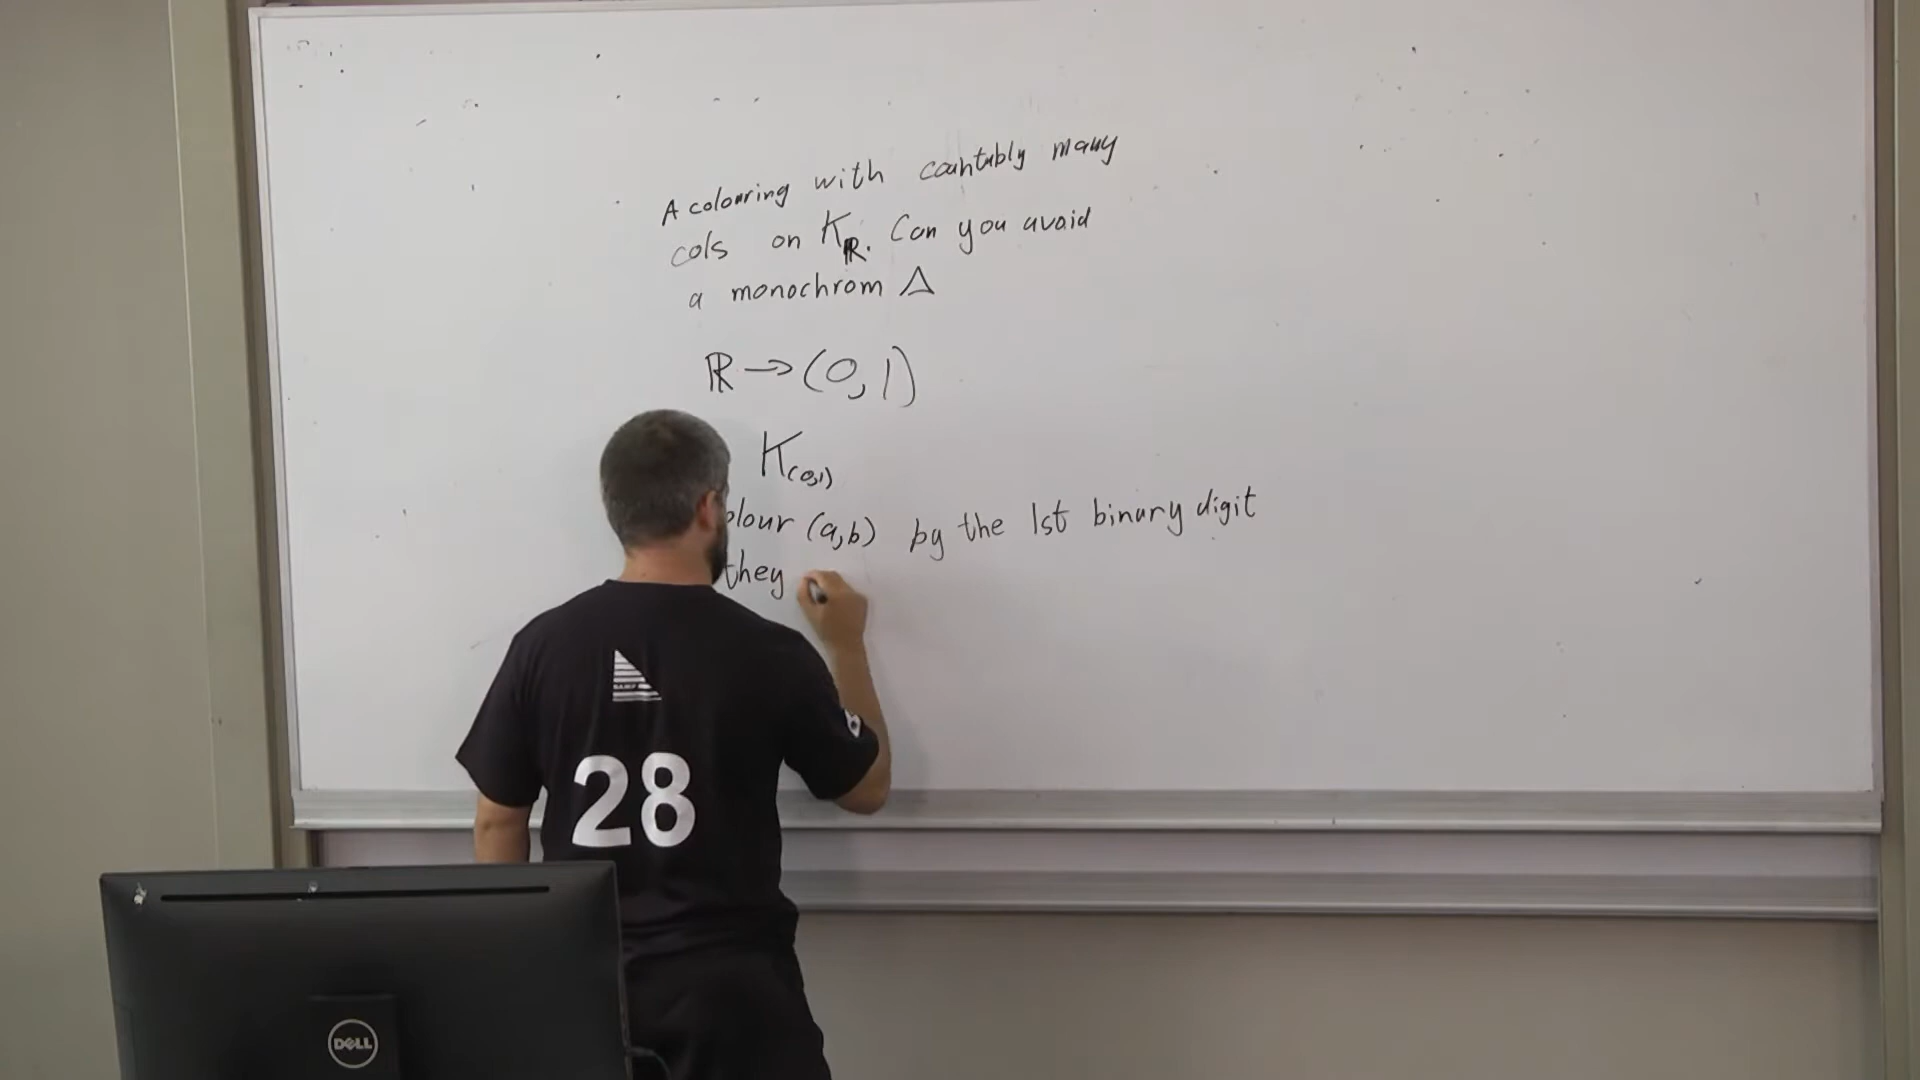 A colouring with countably many
cols on K_ℝ. Can you avoid
a monochrom △
ℝ → (0,1)
K_(0,1)
olour (a,b) by the 1st binary digit
they
28
DELL